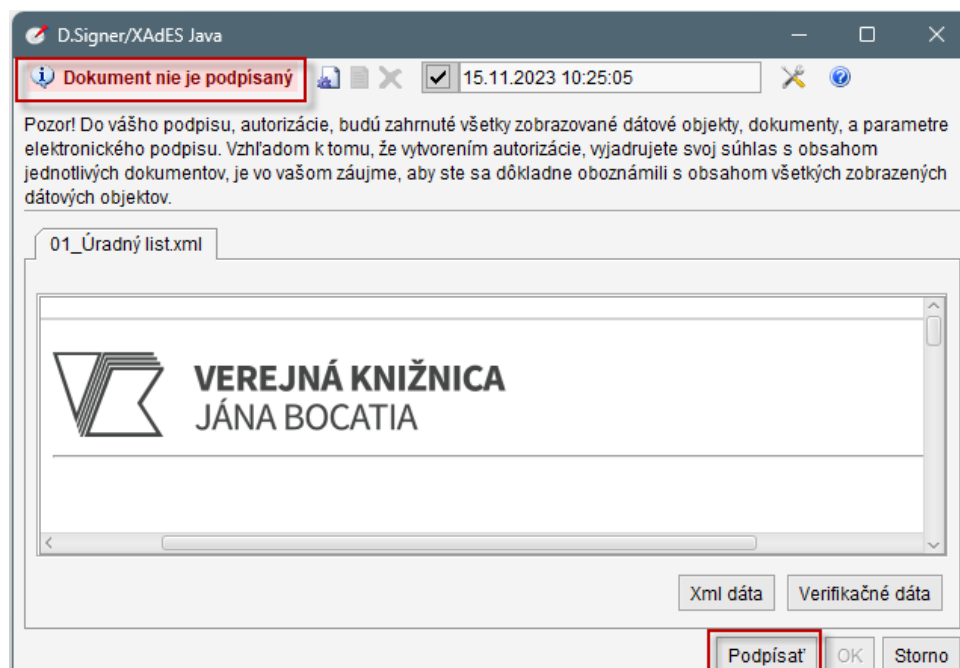 D.Signer/XAdES Java
Dokument nie je podpísaný
15.11.2023 10:25:05
Pozor! Do vášho podpisu, autorizácie, budú zahrnuté všetky zobrazované dátové objekty, dokumenty, a parametre
elektronického podpisu. Vzhľadom k tomu, že vytvorením autorizácie, vyjadrujete svoj súhlas s obsahom
jednotlivých dokumentov, je vo vašom záujme, aby ste sa dôkladne oboznámili s obsahom všetkých zobrazených
dátových objektov.
01_Úradný list.xml
VEREJNÁ KNIŽNICA
JÁNA BOCATIA
Xml dáta Verifikačné dáta
Podpísať OK Storno